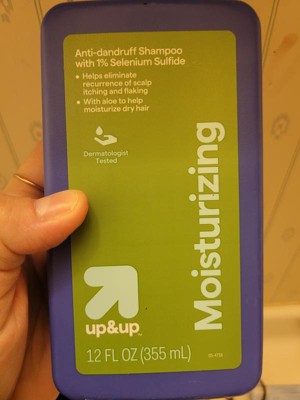 Anti-dandruff Shampoo
with 1% Selenium Sulfide
• Helps eliminate
recurrence of scalp
itching and flaking
• With aloe to help
moisturize dry hair
Dermatologist
Tested
Moisturizing
up&up™
12 FL OZ (355 mL)